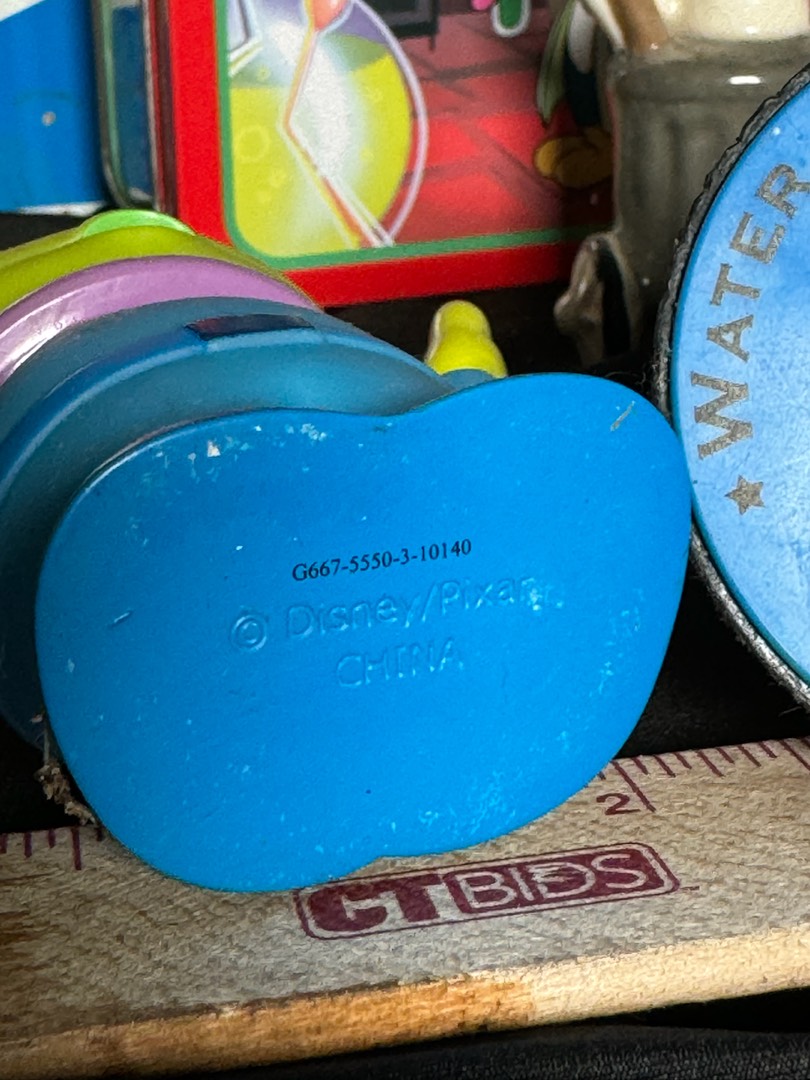 ★ WATER
G667-5550-3-10140
© Disney/Pixar
CHINA
2
CTBIDS